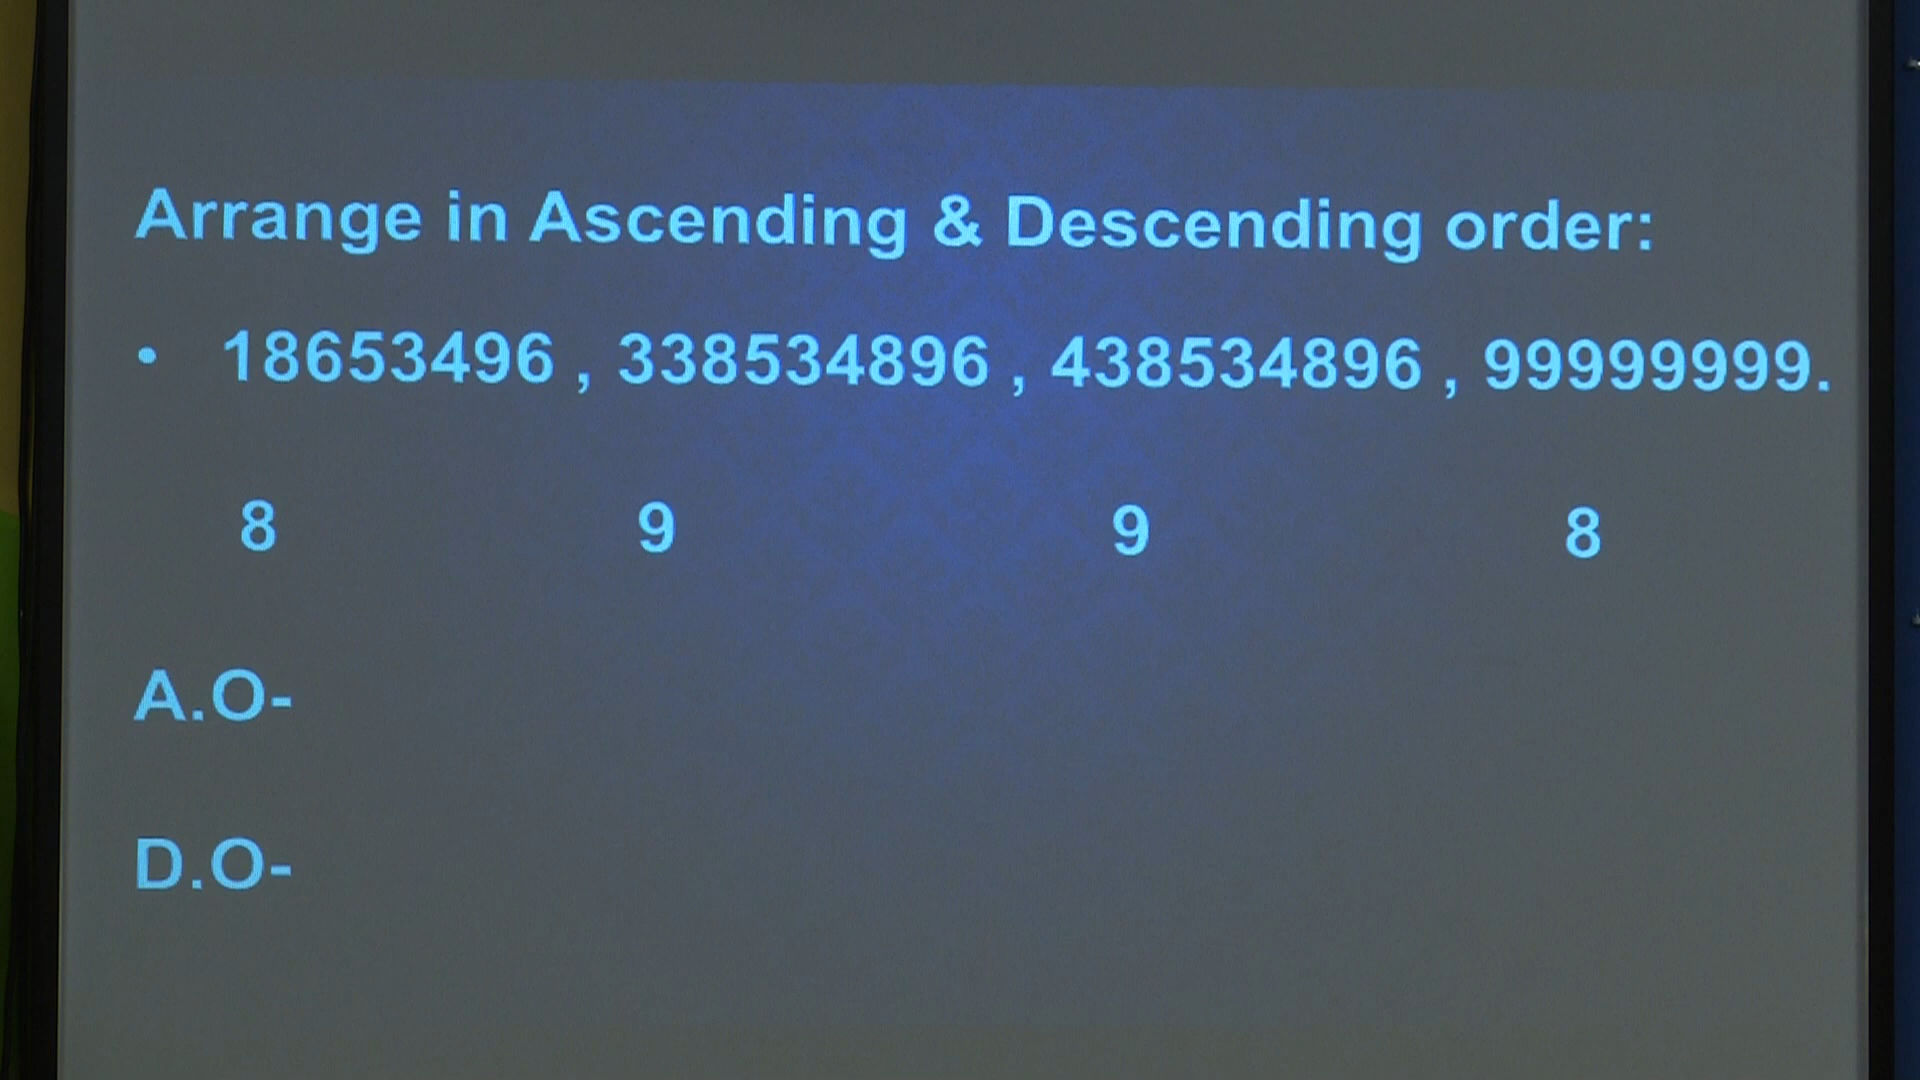 Arrange in Ascending & Descending order:
• 18653496 , 338534896 , 438534896 , 99999999.
8 9 9 8
A.O-
D.O-